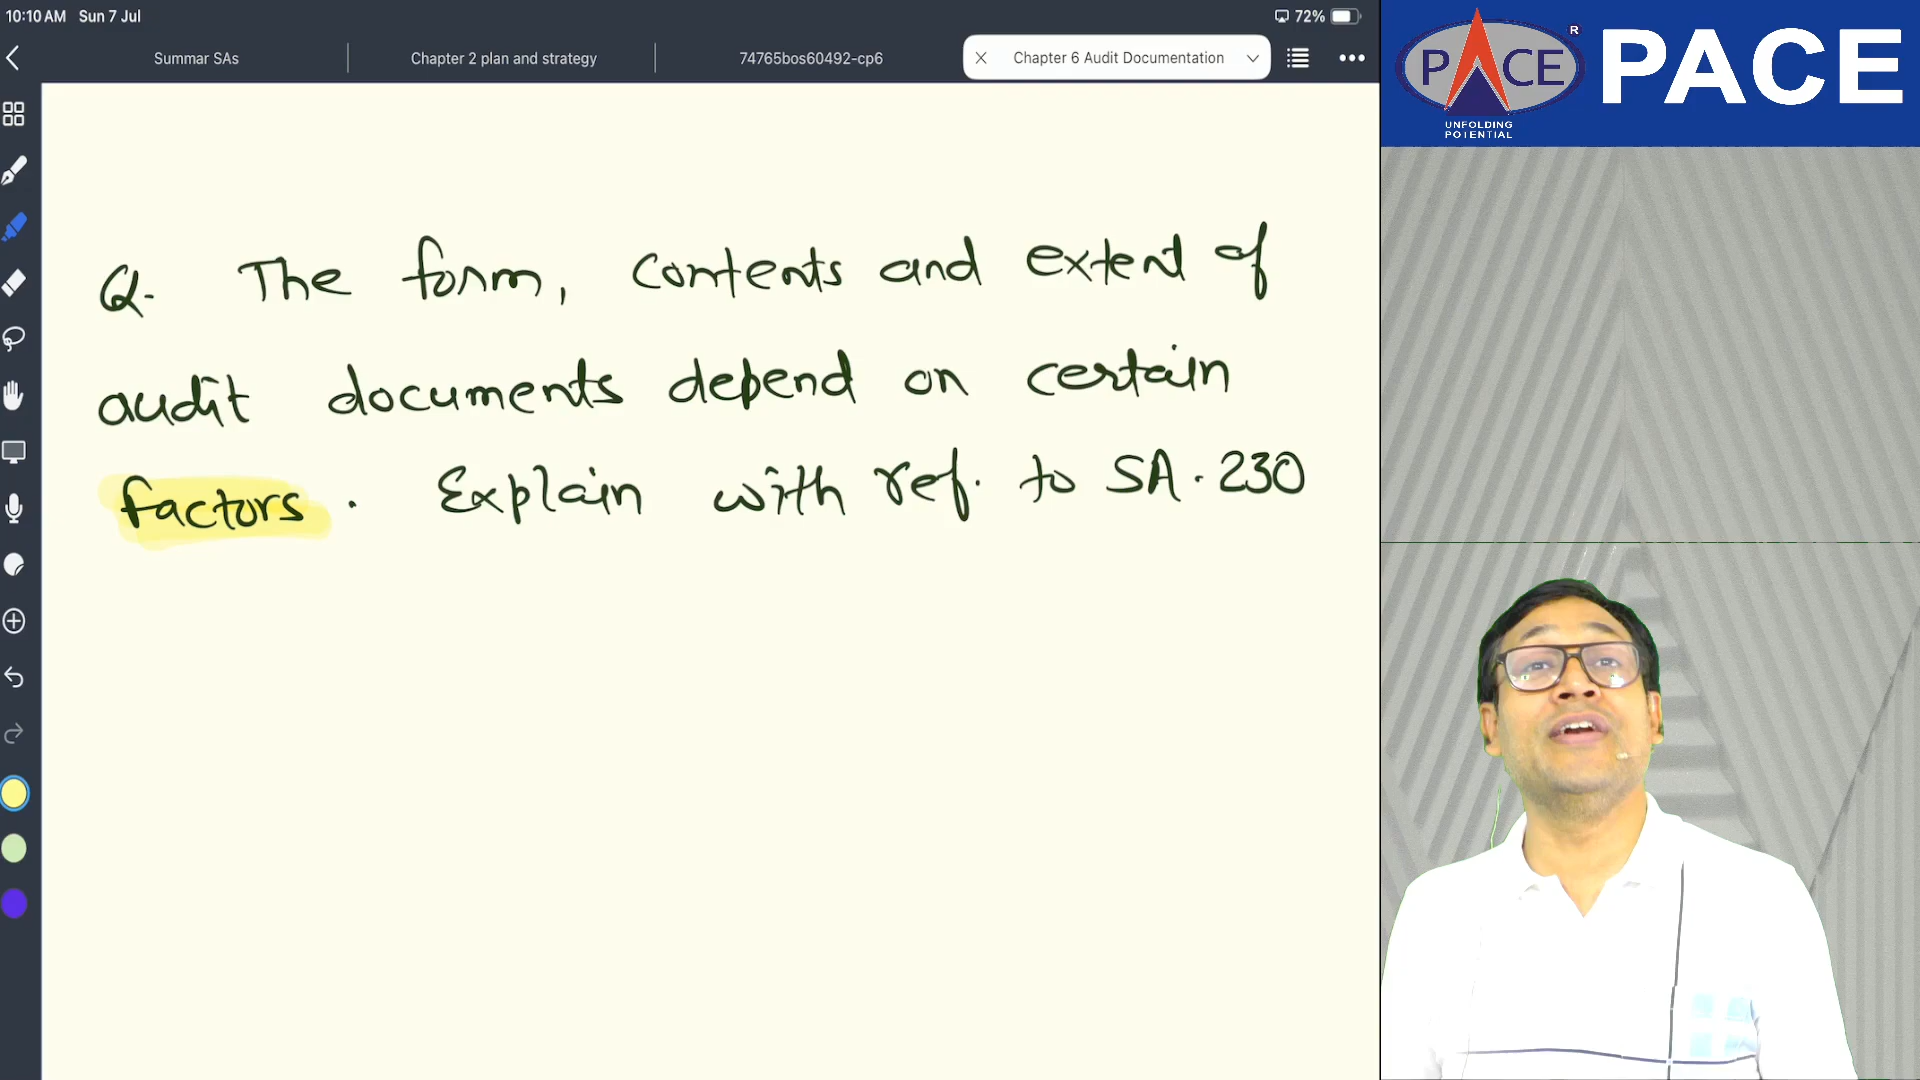 10:10 AM Sun 7 Jul
72%
Summar SAs
Chapter 2 plan and strategy
74765bos60492-cp6
Chapter 6 Audit Documentation
PACE
®
UNFOLDING
POTENTIAL
PACE
Q. The form, contents and extent of
audit documents depend on certain
factors. Explain with ref. to SA.230